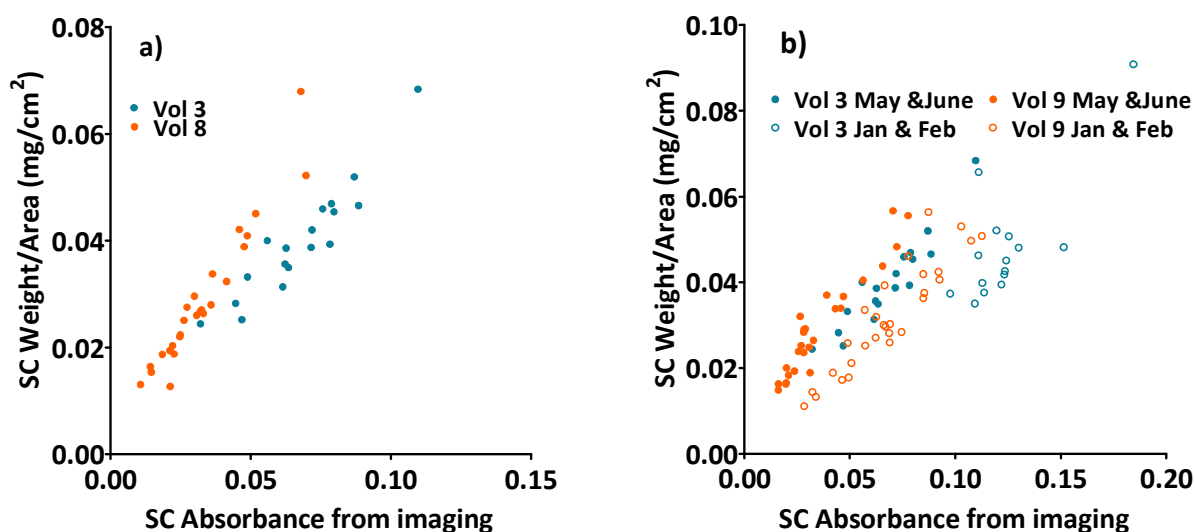 a)
Vol 3
Vol 8
SC Weight/Area (mg/cm²)
0.08
0.06
0.04
0.02
0.00
0.00 0.05 0.10 0.15
SC Absorbance from imaging
b)
Vol 3 May &June Vol 9 May &June
Vol 3 Jan & Feb Vol 9 Jan & Feb
SC Weight/Area (mg/cm²)
0.10
0.08
0.06
0.04
0.02
0.00
0.00 0.05 0.10 0.15 0.20
SC Absorbance from imaging